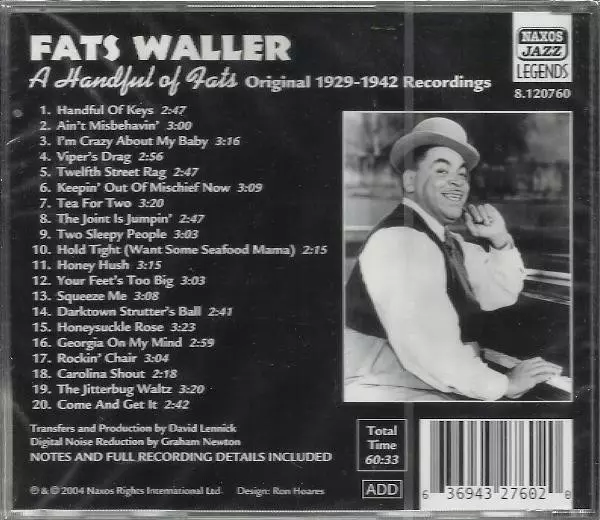 FATS WALLER
A Handful of Fats Original 1929-1942 Recordings
NAXOS
JAZZ
LEGENDS
8.120760
1. Handful Of Keys 2:47
2. Ain't Misbehavin' 3:00
3. I'm Crazy About My Baby 3:16
4. Viper's Drag 2:56
5. Twelfth Street Rag 2:47
6. Keepin' Out Of Mischief Now 3:09
7. Tea For Two 3:20
8. The Joint Is Jumpin' 2:47
9. Two Sleepy People 3:03
10. Hold Tight (Want Some Seafood Mama) 2:15
11. Honey Hush 3:15
12. Your Feet's Too Big 3:03
13. Squeeze Me 3:08
14. Darktown Strutter's Ball 2:41
15. Honeysuckle Rose 3:23
16. Georgia On My Mind 2:59
17. Rockin' Chair 3:04
18. Carolina Shout 2:18
19. The Jitterbug Waltz 3:20
20. Come And Get It 2:42
Transfers and Production by David Lennick
Digital Noise Reduction by Graham Newton
NOTES AND FULL RECORDING DETAILS INCLUDED
℗ & © 2004 Naxos Rights International Ltd Design: Ron Hoares
Total
Time
60:33
ADD
6 36943 27602 0